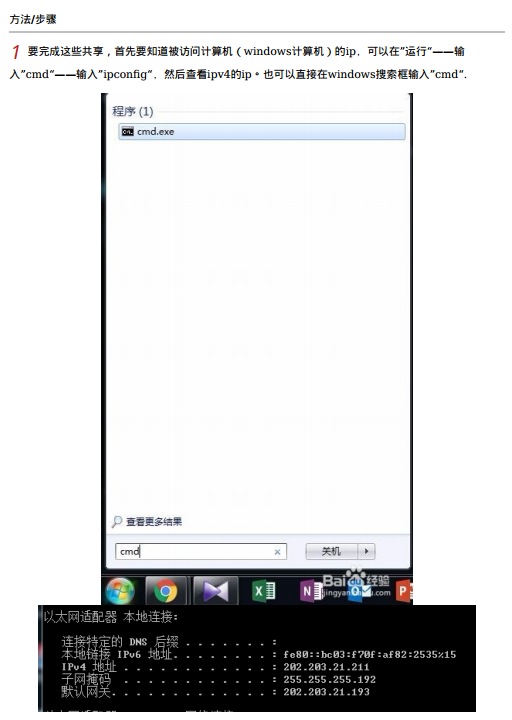 方法/步骤
1 要完成这些共享，首先要知道被访问计算机（windows计算机）的ip，可以在”运行“——输
入”cmd“——输入”ipconfig“，然后查看ipv4的ip。也可以直接在windows搜索框输入”cmd“.
程序 (1)
cmd.exe
查看更多结果
cmd
关机
Baidu经验
jingyan
以太网适配器 本地连接:
连接特定的 DNS 后缀 . . . . . . . :
本地链接 IPv6 地址. . . . . . . . : fe80::bc03:f70f:af82:2535%15
IPv4 地址 . . . . . . . . . . . . : 202.203.21.211
子网掩码 . . . . . . . . . . . . : 255.255.255.192
默认网关. . . . . . . . . . . . . : 202.203.21.193